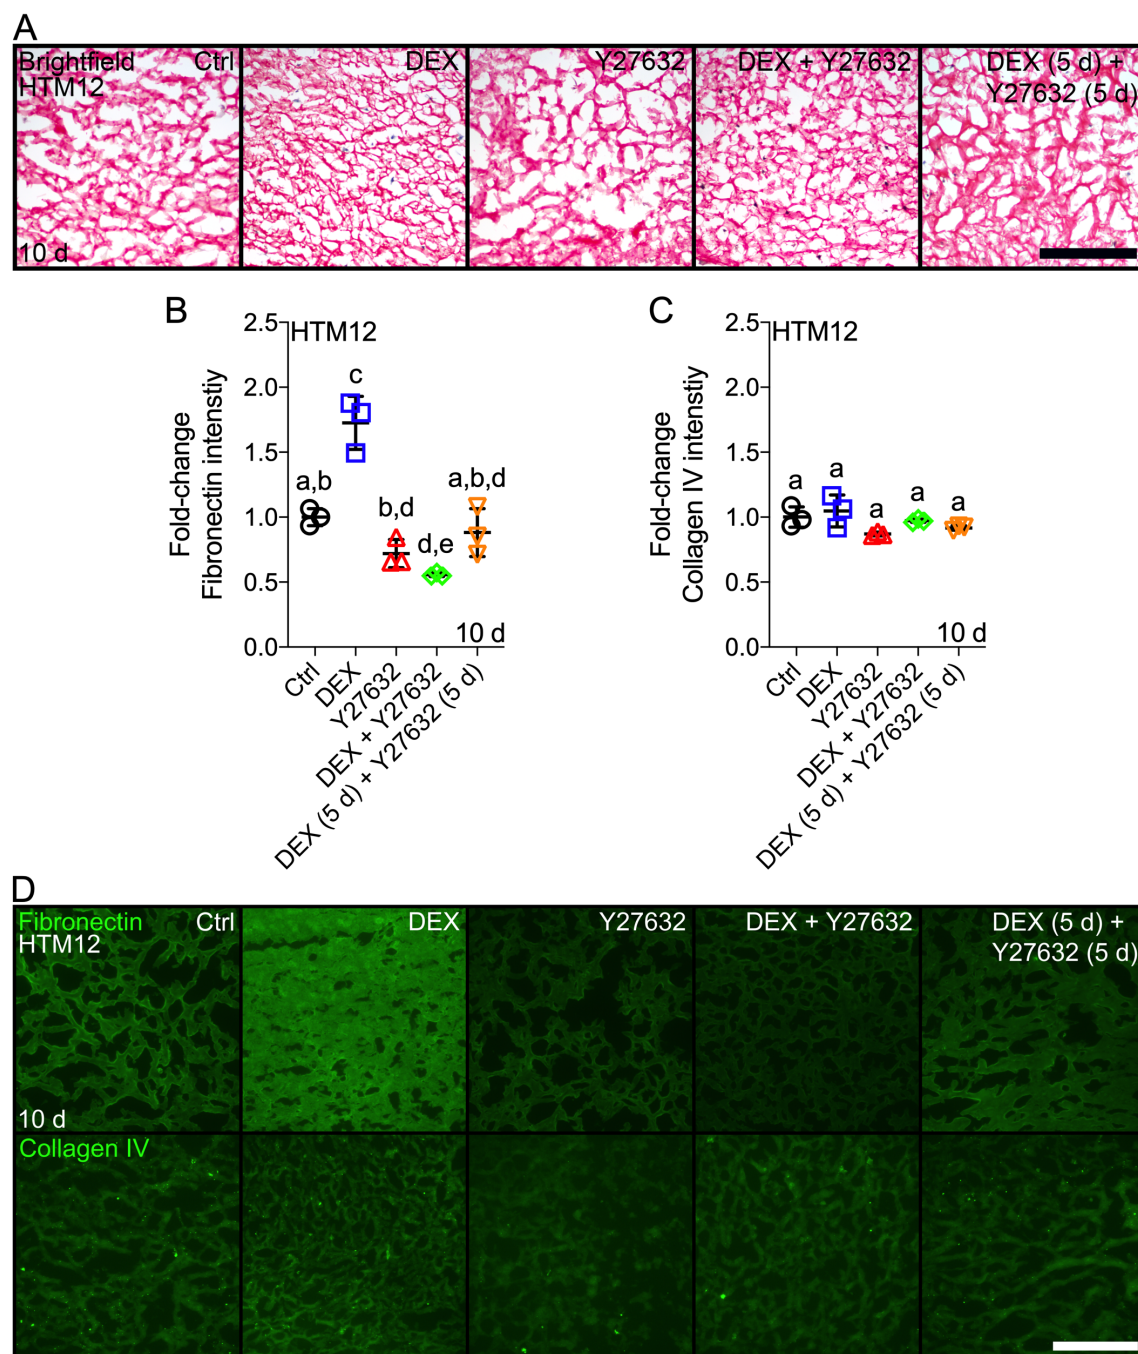 A
Brightfield
HTM12
Ctrl
10 d
DEX
Y27632
DEX + Y27632
DEX (5 d) +
Y27632 (5 d)
B
HTM12
Fold-change
Fibronectin intenstiy
2.5
2.0
1.5
1.0
0.5
0.0
a,b
c
b,d
d,e
a,b,d
10 d
Ctrl
DEX
Y27632
DEX + Y27632
DEX (5 d) + Y27632 (5 d)
C
HTM12
Fold-change
Collagen IV intenstiy
2.5
2.0
1.5
1.0
0.5
0.0
a
a
a
a
a
10 d
Ctrl
DEX
Y27632
DEX + Y27632
DEX (5 d) + Y27632 (5 d)
D
Fibronectin
HTM12
Ctrl
10 d
DEX
Y27632
DEX + Y27632
DEX (5 d) +
Y27632 (5 d)
Collagen IV